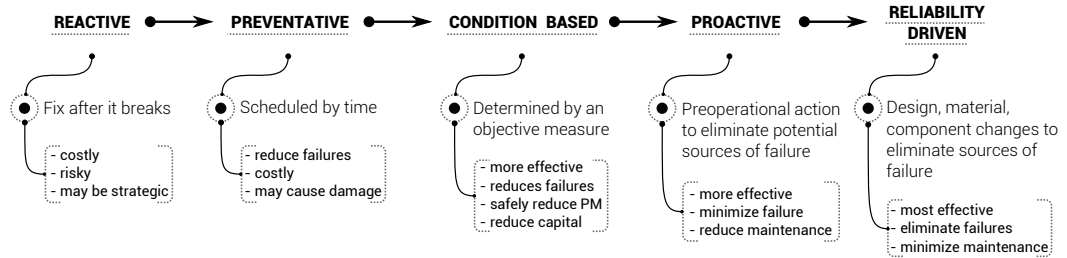 REACTIVE
PREVENTATIVE
CONDITION BASED
PROACTIVE
RELIABILITY
DRIVEN
Fix after it breaks
- costly
- risky
- may be strategic
Scheduled by time
- reduce failures
- costly
- may cause damage
Determined by an
objective measure
- more effective
- reduces failures
- safely reduce PM
- reduce capital
Preoperational action
to eliminate potential
sources of failure
- more effective
- minimize failure
- reduce maintenance
Design, material,
component changes to
eliminate sources of
failure
- most effective
- eliminate failures
- minimize maintenance